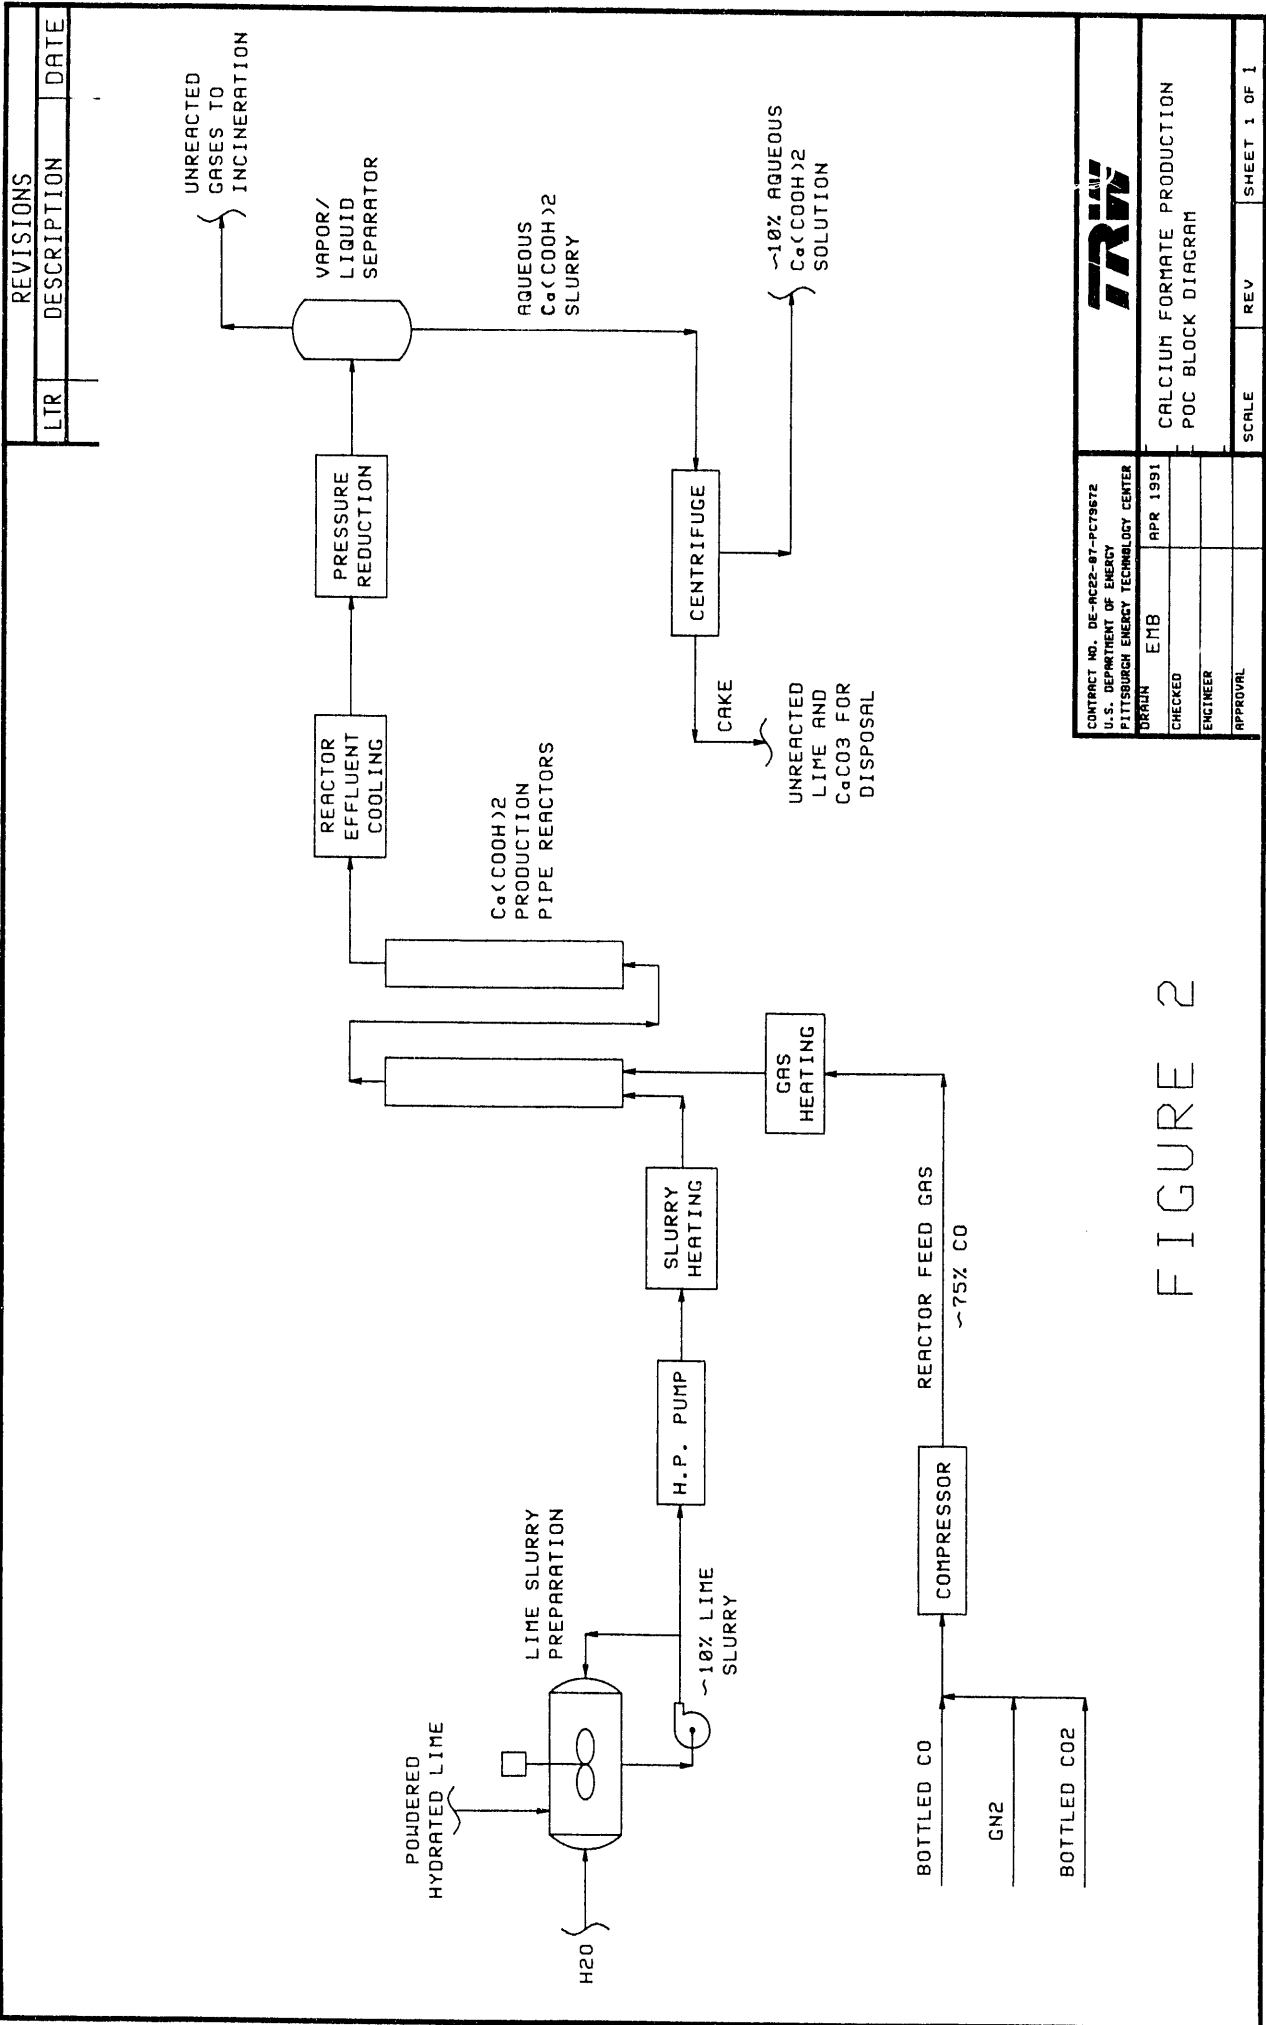 REVISIONS
LTR DESCRIPTION DATE
UNREACTED
GASES TO
INCINERATION
VAPOR/
LIQUID
SEPARATOR
PRESSURE
REDUCTION
REACTOR
EFFLUENT
COOLING
AQUEOUS
Ca(COOH)2
SLURRY
Ca(COOH)2
PRODUCTION
PIPE REACTORS
CENTRIFUGE
~10% AQUEOUS
Ca(COOH)2
SOLUTION
CAKE
UNREACTED
LIME AND
CaCO3 FOR
DISPOSAL
POWDERED
HYDRATED LIME
H2O
LIME SLURRY
PREPARATION
~10% LIME
SLURRY
H.P. PUMP
SLURRY
HEATING
GAS
HEATING
BOTTLED CO
GN2
BOTTLED CO2
COMPRESSOR
REACTOR FEED GAS
~75% CO
FIGURE 2
CONTRACT NO. DE-AC22-87-PC79672
U.S. DEPARTMENT OF ENERGY
PITTSBURGH ENERGY TECHNOLOGY CENTER
DRAWN EMB APR 1991
CHECKED
ENGINEER
APPROVAL
TRW
CALCIUM FORMATE PRODUCTION
POC BLOCK DIAGRAM
SCALE REV SHEET 1 OF 1